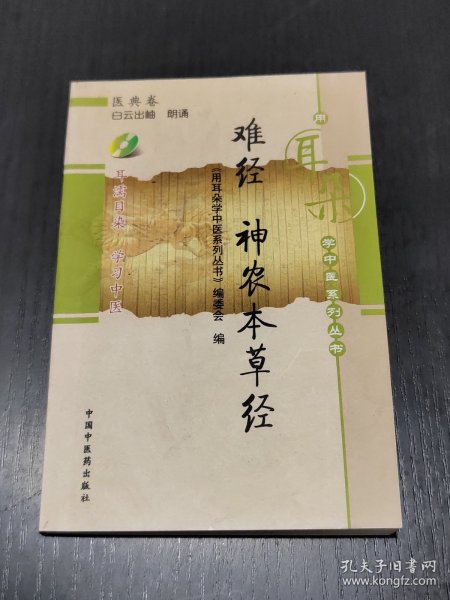 医典卷
白云出岫 朗诵
用
耳朵
学中医系列丛书
难经 神农本草经
《用耳朵学中医系列丛书》编委会 编
耳濡目染 学习中医
中国中医药出版社
孔夫子旧书网
www.kongfz.com